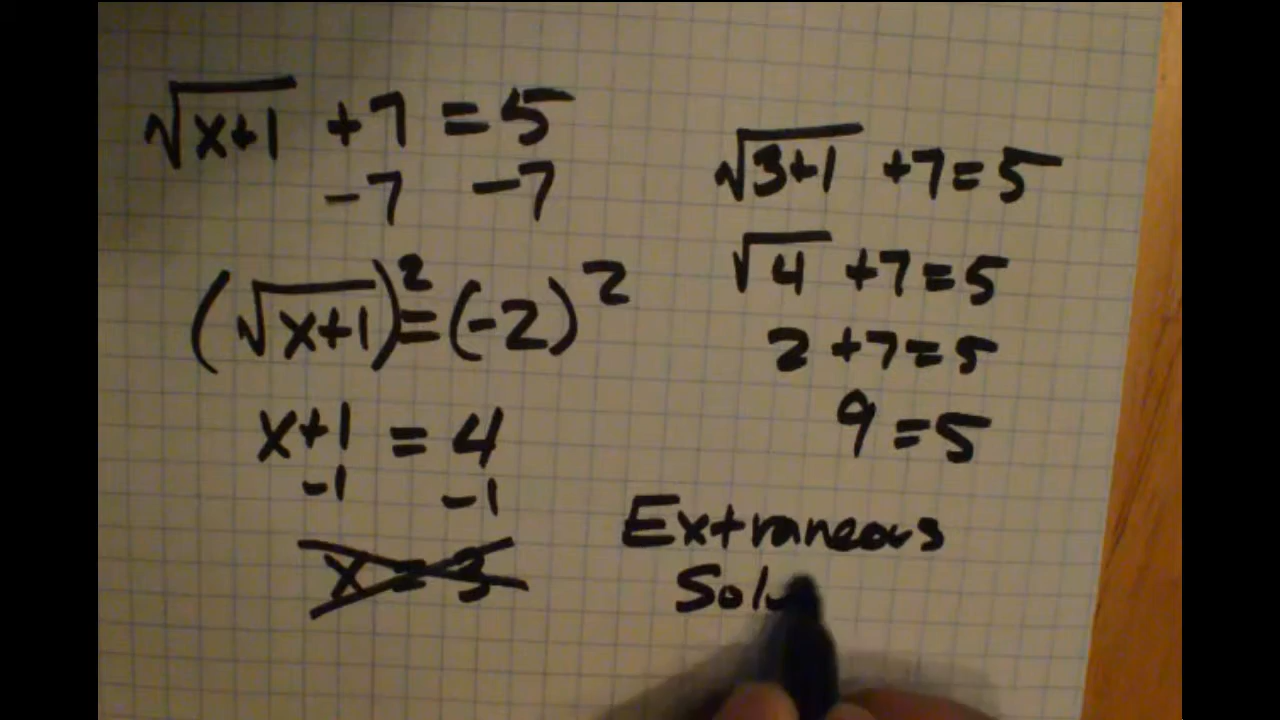 √x+1 +7 = 5
-7 -7
(√x+1)² = (-2)²
x+1 = 4
-1 -1
x = 3
√3+1 +7 = 5
√4 +7 = 5
2 +7 = 5
9 = 5
Extraneous
Solu